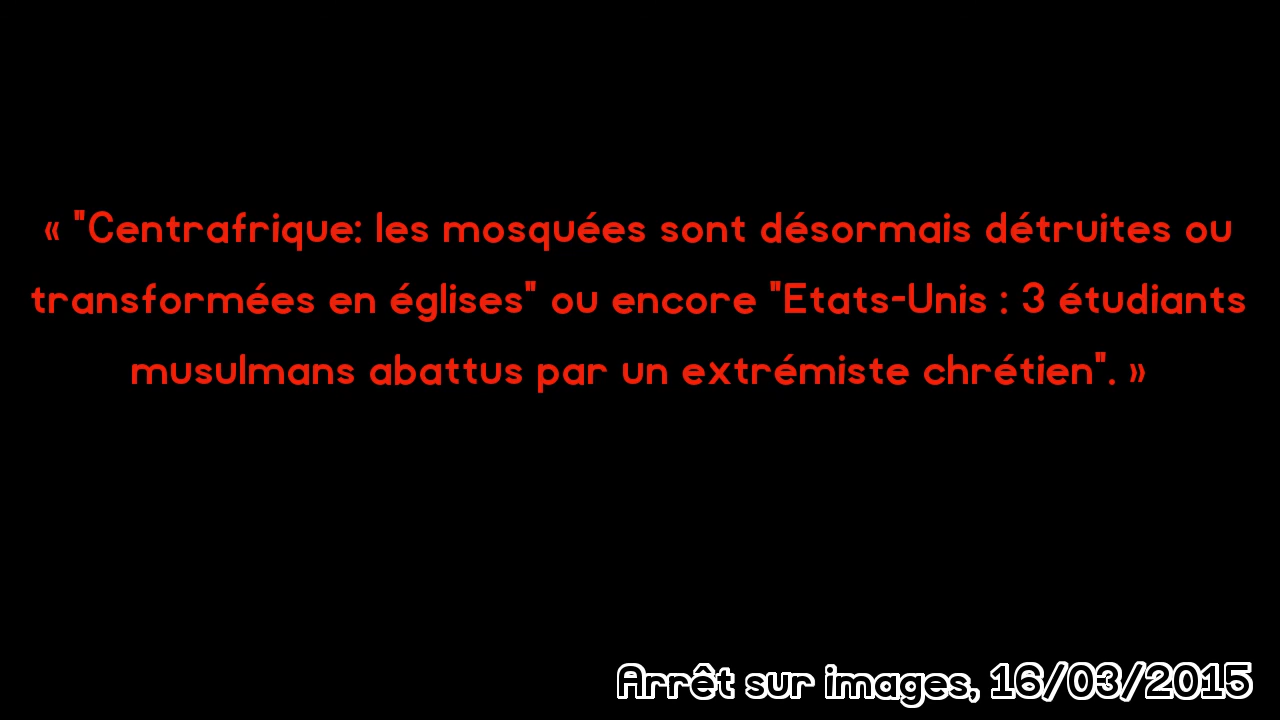 « "Centrafrique: les mosquées sont désormais détruites ou
transformées en églises" ou encore "Etats-Unis : 3 étudiants
musulmans abattus par un extrémiste chrétien". »
Arrêt sur images, 16/03/2015